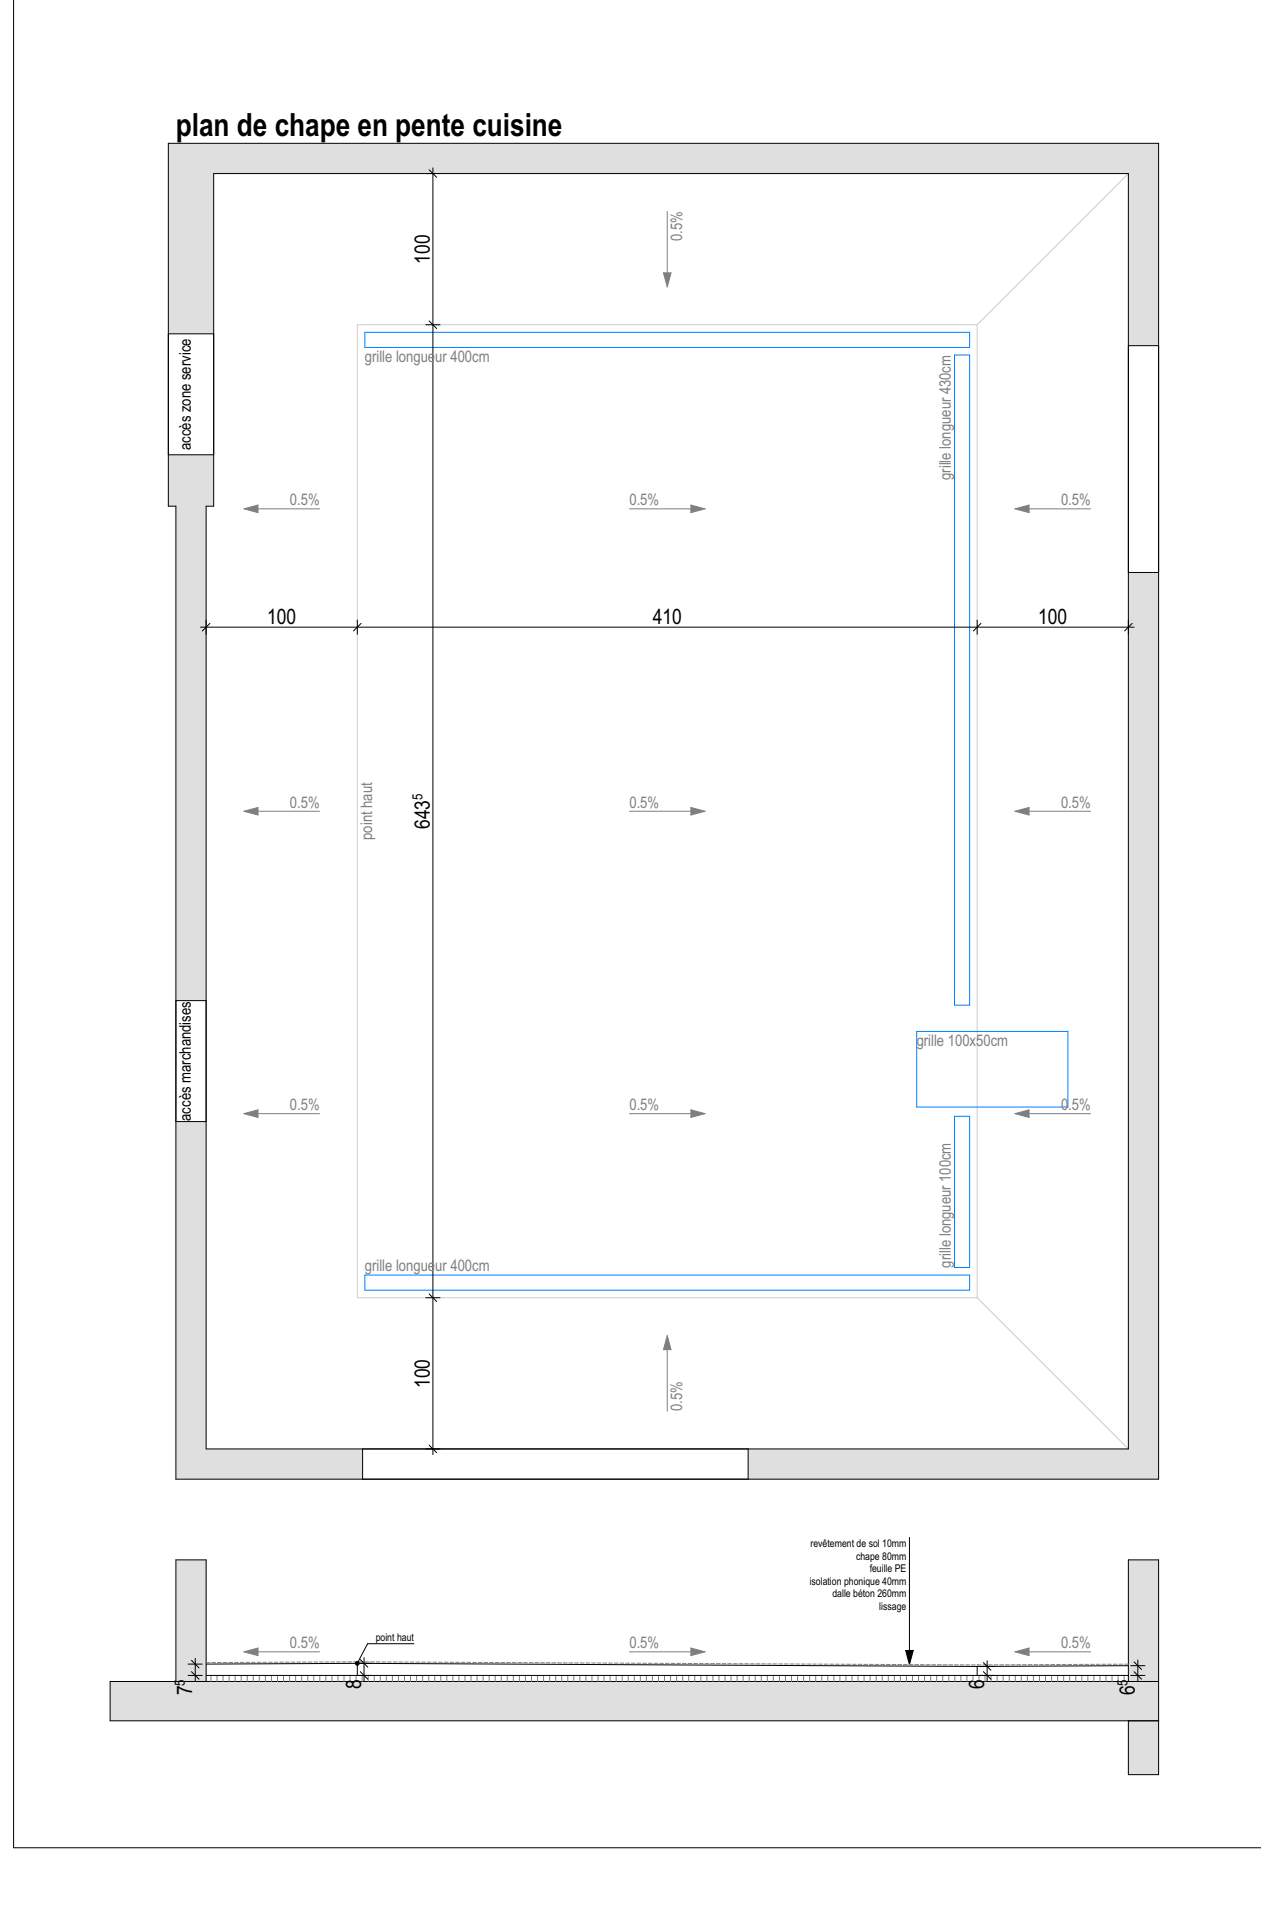 plan de chape en pente cuisine
100
0.5%
accès zone service
grille longueur 400cm
grille longueur 430cm
0.5%
0.5%
0.5%
100
410
100
point haut
643⁵
0.5%
0.5%
0.5%
accès marchandises
grille 100x50cm
0.5%
0.5%
0.5%
grille longueur 100cm
grille longueur 400cm
100
0.5%
revêtement de sol 10mm
chape 80mm
feuille PE
isolation phonique 40mm
dalle béton 260mm
lissage
0.5%
point haut
0.5%
0.5%
7⁵
8
6
6⁵